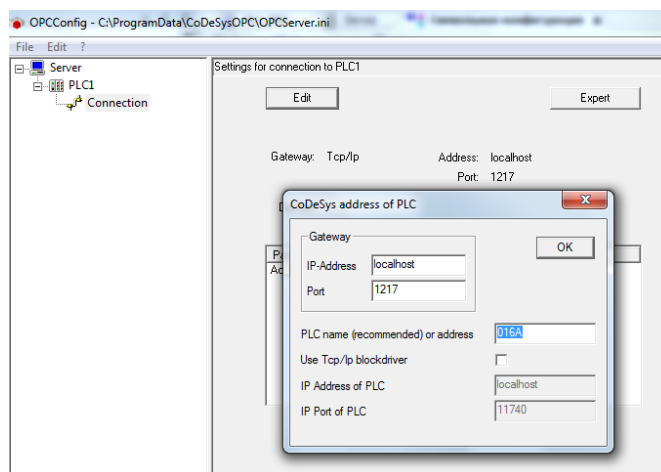 OPCConfig - C:\ProgramData\CoDeSysOPC\OPCServer.ini
File Edit ?
Server
PLC1
Connection
Settings for connection to PLC1
Edit
Expert
Gateway: Tcp/Ip
Address: localhost
Port: 1217
CoDeSys address of PLC
Gateway
IP-Address localhost
Port 1217
OK
PLC name (recommended) or address 016A
Use Tcp/Ip blockdriver
IP Address of PLC localhost
IP Port of PLC 11740